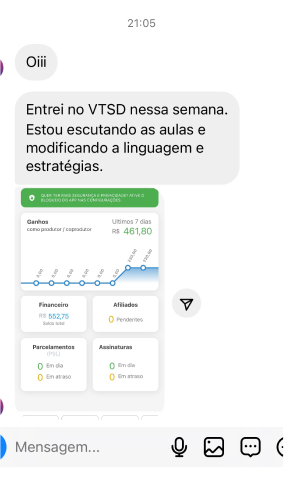 21:05
Oiii
Entrei no VTSD nessa semana.
Estou escutando as aulas e
modificando a linguagem e
estratégias.
Ganhos
como produtor / coprodutor
Últimos 7 dias
R$ 461,80
0,00 0,00 0,00 0,00 0,00 0,00
Financeiro
R$ 552,75
Saldo total
Afiliados
0 Pendentes
Parcelamentos
(PSL)
0 Em dia
0 Em atraso
Assinaturas
0 Em dia
0 Em atraso
Mensagem...